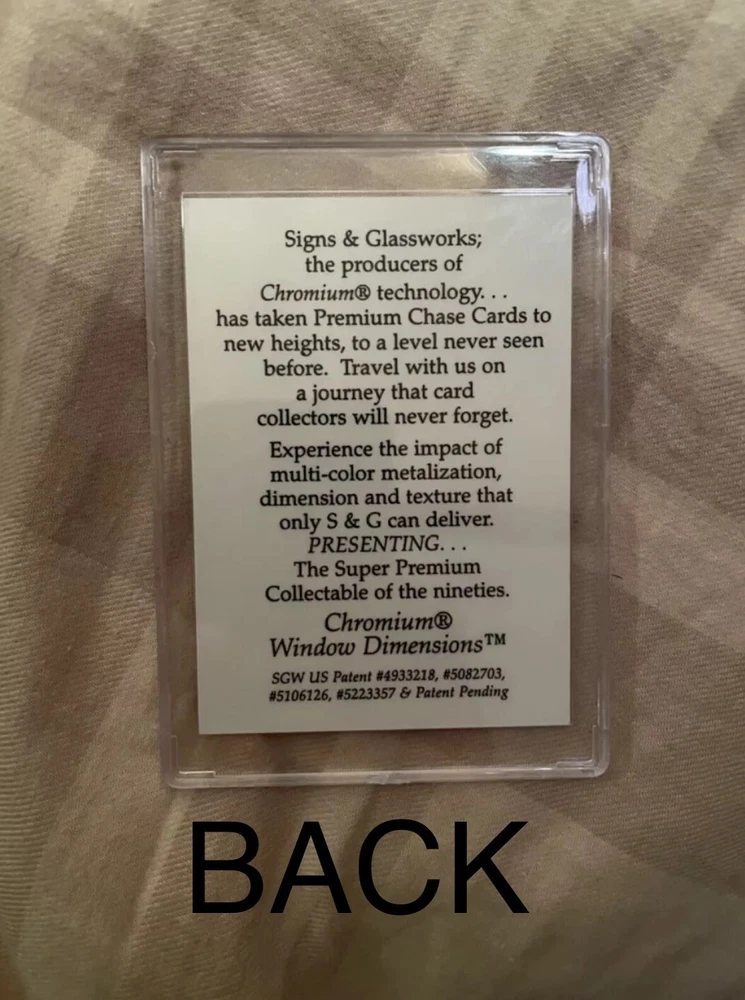 Signs & Glassworks;
the producers of
Chromium® technology. . .
has taken Premium Chase Cards to
new heights, to a level never seen
before. Travel with us on
a journey that card
collectors will never forget.
Experience the impact of
multi-color metalization,
dimension and texture that
only S & G can deliver.
PRESENTING. . .
The Super Premium
Collectable of the nineties.
Chromium®
Window Dimensions™
SGW US Patent #4933218, #5082703,
#5106126, #5223357 & Patent Pending
BACK